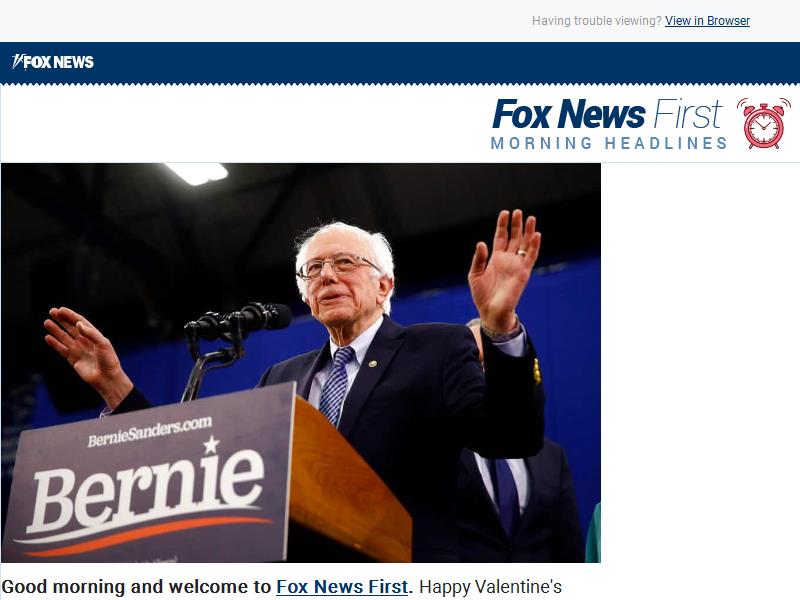 Having trouble viewing? View in Browser
FOX NEWS
Fox News First
MORNING HEADLINES
BernieSanders.com
Bernie
Good morning and welcome to Fox News First. Happy Valentine's